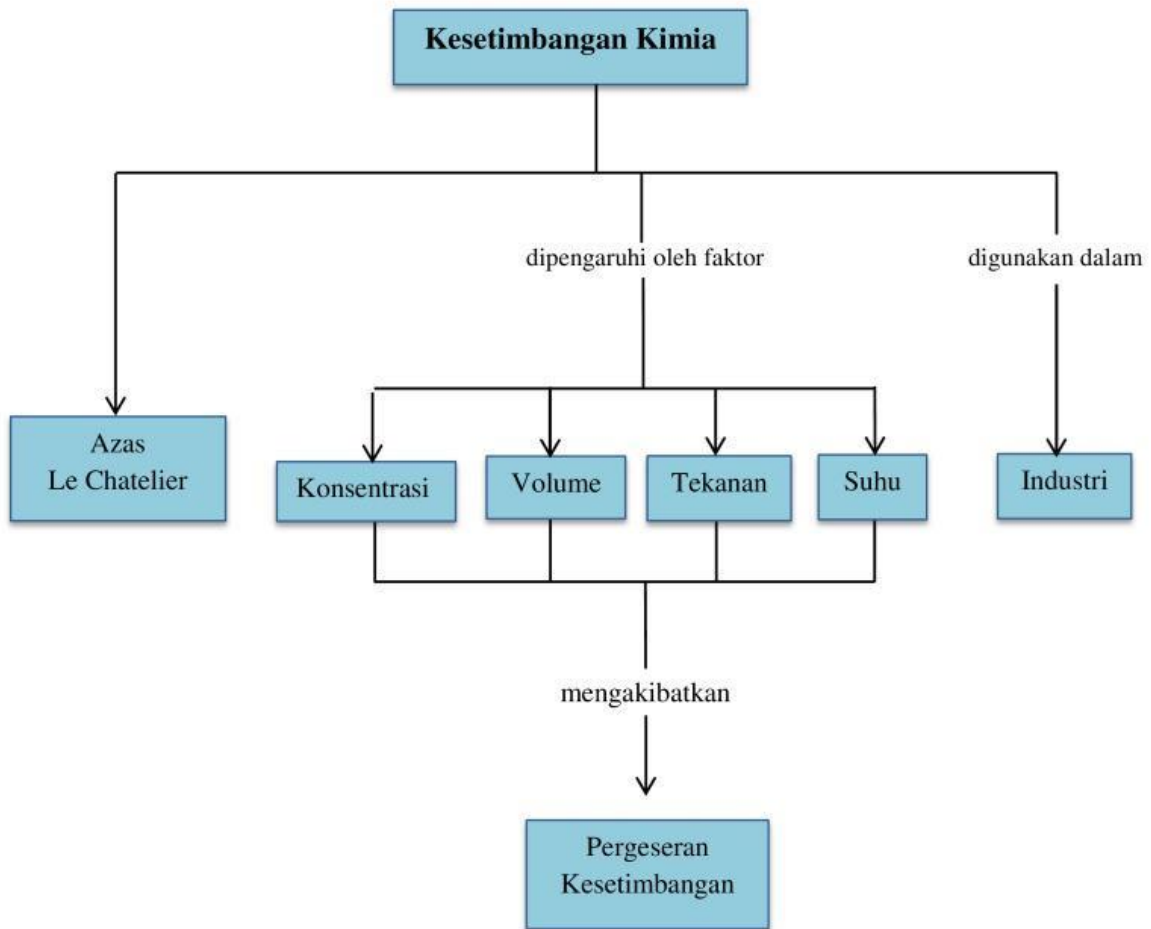 Kesetimbangan Kimia
dipengaruhi oleh faktor
digunakan dalam
Azas
Le Chatelier
Konsentrasi
Volume
Tekanan
Suhu
Industri
mengakibatkan
Pergeseran
Kesetimbangan